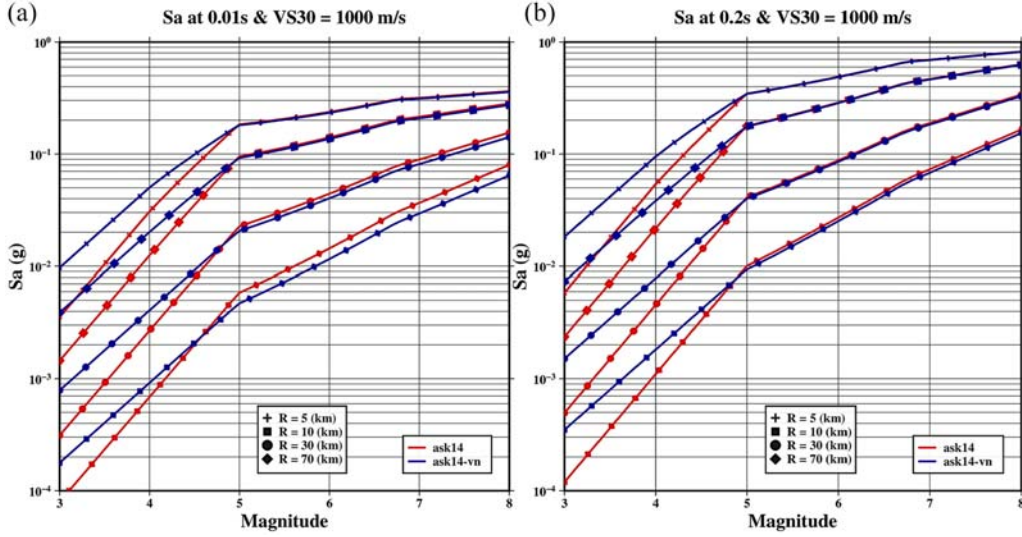 (a)
Sa at 0.01s & VS30 = 1000 m/s
Sa (g)
10⁰
10⁻¹
10⁻²
10⁻³
10⁻⁴
3 4 5 6 7 8
Magnitude
R = 5 (km)
R = 10 (km)
R = 30 (km)
R = 70 (km)
ask14
ask14-vn
(b)
Sa at 0.2s & VS30 = 1000 m/s
Sa (g)
10⁰
10⁻¹
10⁻²
10⁻³
10⁻⁴
3 4 5 6 7 8
Magnitude
R = 5 (km)
R = 10 (km)
R = 30 (km)
R = 70 (km)
ask14
ask14-vn